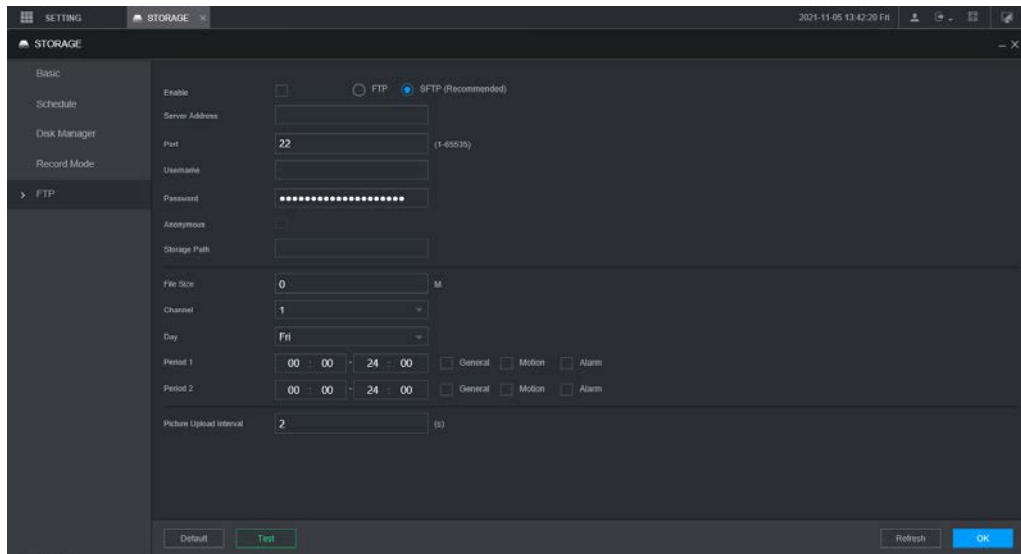 SETTING STORAGE × 2021-11-05 13:42:20 Fri
STORAGE
Basic
Schedule
Disk Manager
Record Mode
FTP
Enable FTP SFTP (Recommended)
Server Address
Port 22 (1-65535)
Username
Password ●●●●●●●●●●●●●●●●●●●●
Anonymous
Storage Path
File Size 0 M
Channel 1
Day Fri
Period 1 00 : 00 - 24 : 00 General Motion Alarm
Period 2 00 : 00 - 24 : 00 General Motion Alarm
Picture Upload Interval 2 (s)
Default Test Refresh OK